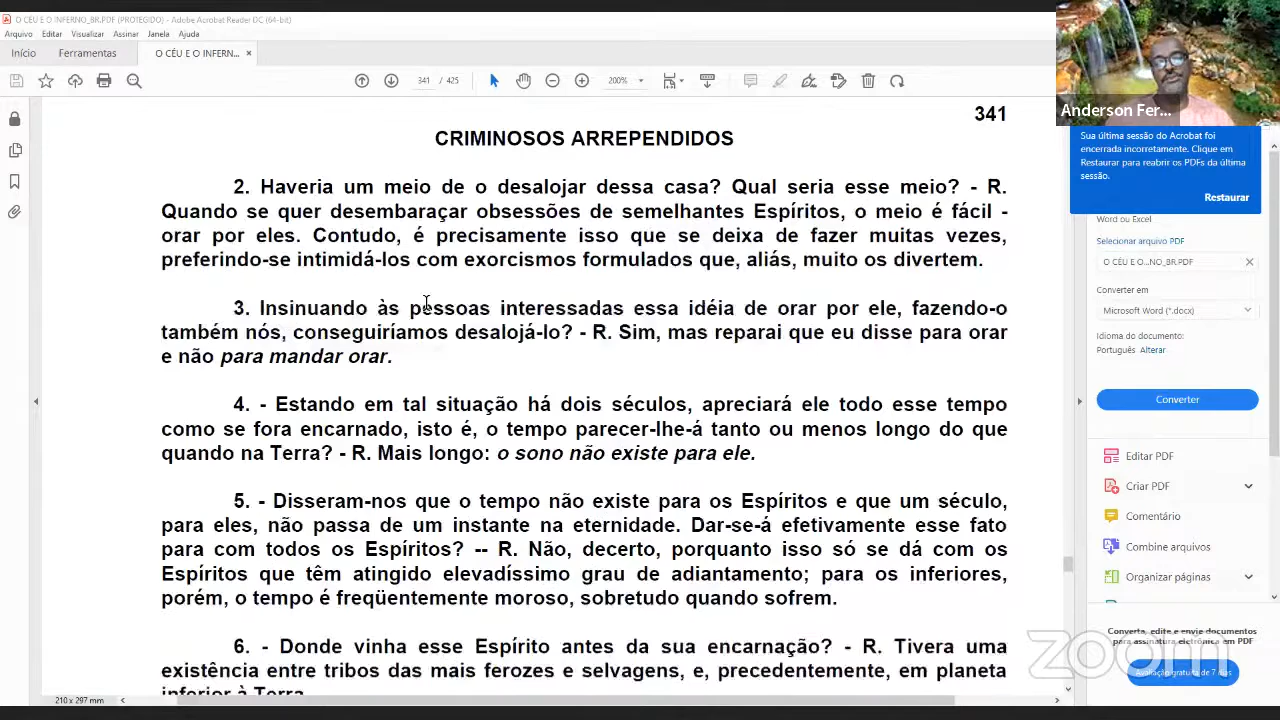 O CÉU E O INFERNO_BR.PDF (PROTEGIDO) - Adobe Acrobat Reader DC (64-bit)
Arquivo Editar Visualizar Assinar Janela Ajuda
Início Ferramentas O CÉU E O INFERN... ×
341 / 425 200%
Anderson Fer...
Sua última sessão do Acrobat foi
encerrada incorretamente. Clique em
Restaurar para reabrir os PDFs da última
sessão.
Restaurar
341
CRIMINOSOS ARREPENDIDOS
2. Haveria um meio de o desalojar dessa casa? Qual seria esse meio? - R.
Quando se quer desembaraçar obsessões de semelhantes Espíritos, o meio é fácil -
orar por eles. Contudo, é precisamente isso que se deixa de fazer muitas vezes,
preferindo-se intimidá-los com exorcismos formulados que, aliás, muito os divertem.
3. Insinuando às pessoas interessadas essa idéia de orar por ele, fazendo-o
também nós, conseguiríamos desalojá-lo? - R. Sim, mas reparai que eu disse para orar
e não para mandar orar.
4. - Estando em tal situação há dois séculos, apreciará ele todo esse tempo
como se fora encarnado, isto é, o tempo parecer-lhe-á tanto ou menos longo do que
quando na Terra? - R. Mais longo: o sono não existe para ele.
5. - Disseram-nos que o tempo não existe para os Espíritos e que um século,
para eles, não passa de um instante na eternidade. Dar-se-á efetivamente esse fato
para com todos os Espíritos? -- R. Não, decerto, porquanto isso só se dá com os
Espíritos que têm atingido elevadíssimo grau de adiantamento; para os inferiores,
porém, o tempo é freqüentemente moroso, sobretudo quando sofrem.
6. - Donde vinha esse Espírito antes da sua encarnação? - R. Tivera uma
existência entre tribos das mais ferozes e selvagens, e, precedentemente, em planeta
inferior à Terra
210 x 297 mm
Word ou Excel
Selecionar arquivo PDF
O CÉU E O...NO_BR.PDF
Converter em
Microsoft Word (*.docx)
Idioma do documento:
Português Alterar
Converter
Editar PDF
Criar PDF
Comentário
Combine arquivos
Organizar páginas
Converta, edite e envie documentos
para assinatura eletrônica em PDF
Avaliação gratuita de 7 dias
zoom